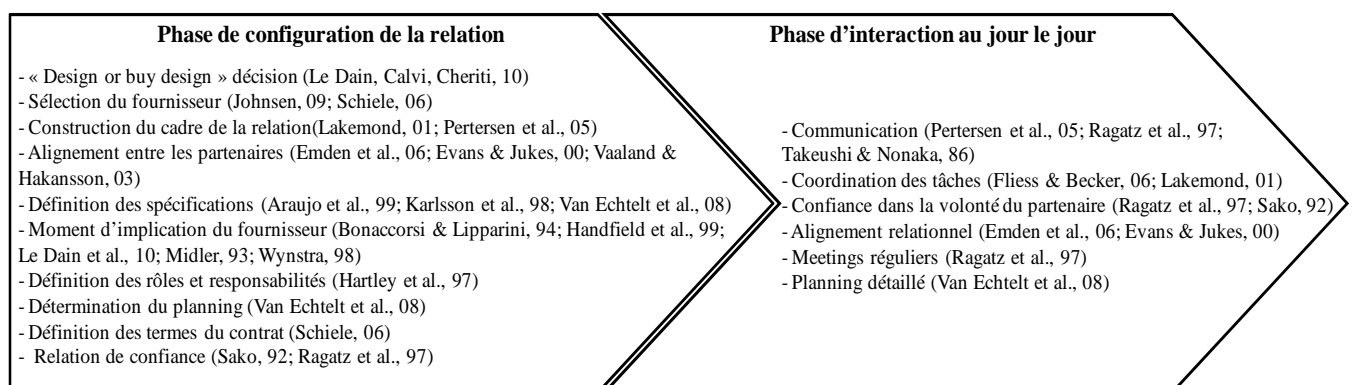 Phase de configuration de la relation
- « Design or buy design » décision (Le Dain, Calvi, Cheriti, 10)
- Sélection du fournisseur (Johnsen, 09; Schiele, 06)
- Construction du cadre de la relation(Lakemond, 01; Pertersen et al., 05)
- Alignement entre les partenaires (Emden et al., 06; Evans & Jukes, 00; Vaaland &
Hakansson, 03)
- Définition des spécifications (Araujo et al., 99; Karlsson et al., 98; Van Echtelt et al., 08)
- Moment d'implication du fournisseur (Bonaccorsi & Lipparini, 94; Handfield et al., 99;
Le Dain et al., 10; Midler, 93; Wynstra, 98)
- Définition des rôles et responsabilités (Hartley et al., 97)
- Détermination du planning (Van Echtelt et al., 08)
- Définition des termes du contrat (Schiele, 06)
- Relation de confiance (Sako, 92; Ragatz et al., 97)
Phase d'interaction au jour le jour
- Communication (Pertersen et al., 05; Ragatz et al., 97;
Takeushi & Nonaka, 86)
- Coordination des tâches (Fliess & Becker, 06; Lakemond, 01)
- Confiance dans la volonté du partenaire (Ragatz et al., 97; Sako, 92)
- Alignement relationnel (Emden et al., 06; Evans & Jukes, 00)
- Meetings réguliers (Ragatz et al., 97)
- Planning détaillé (Van Echtelt et al., 08)